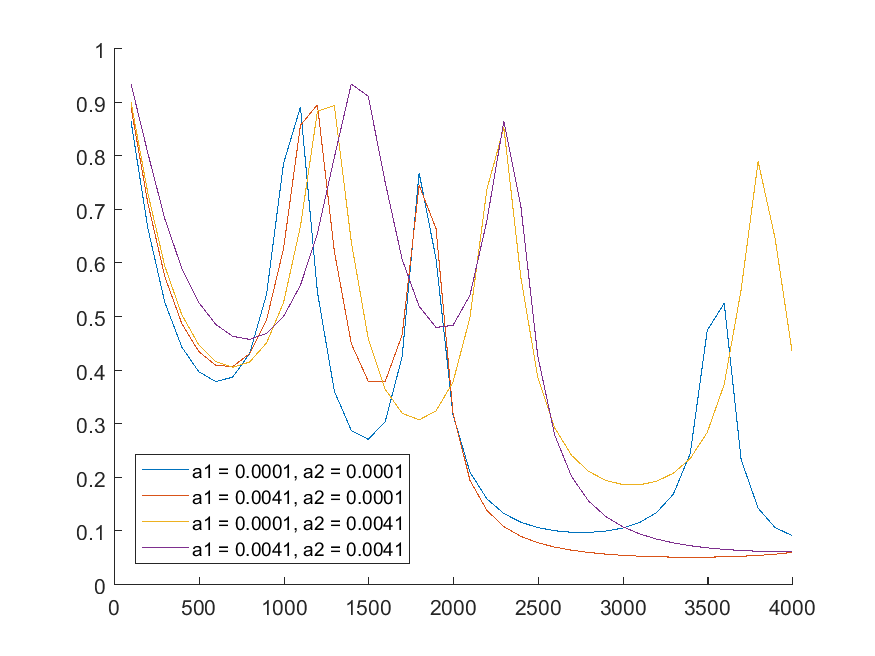 1
0.9
0.8
0.7
0.6
0.5
0.4
0.3
0.2
0.1
0
a1 = 0.0001, a2 = 0.0001
a1 = 0.0041, a2 = 0.0001
a1 = 0.0001, a2 = 0.0041
a1 = 0.0041, a2 = 0.0041
0 500 1000 1500 2000 2500 3000 3500 4000